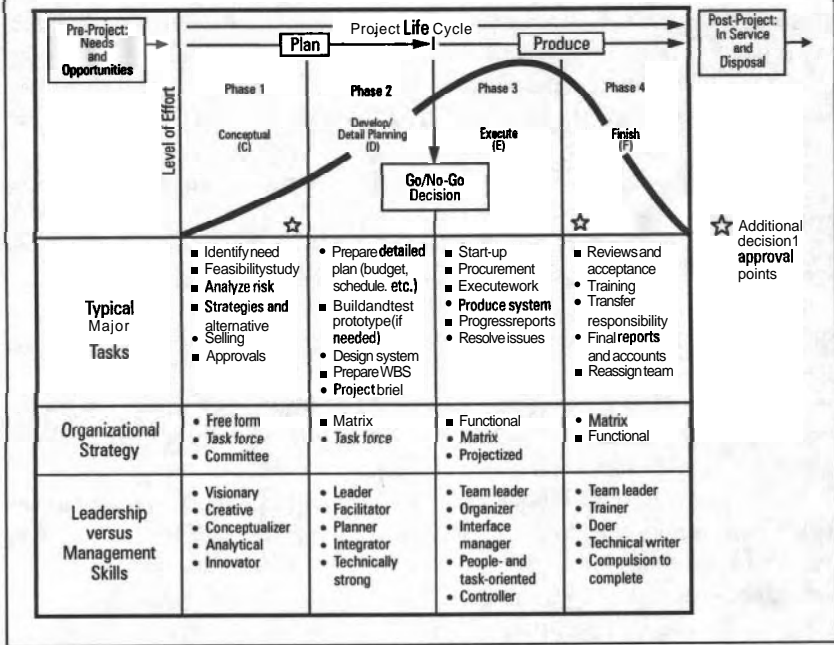 Pre-Project:
Needs
and
Opportunities
Project Life Cycle
Plan
Produce
Post-Project:
In Service
and
Disposal
Level of Effort
Phase 1
Conceptual
(C)
Phase 2
Develop/
Detail Planning
(D)
Phase 3
Execute
(E)
Phase 4
Finish
(F)
Go/No-Go
Decision
Additional
decision1
approval
points
Typical
Major
Tasks
■ Identifyneed
■ Feasibilitystudy
■ Analyze risk
■ Strategies and
alternative
• Selling
■ Approvals
• Prepare detailed
plan (budget,
schedule. etc.)
■ Buildandtest
prototype(if
needed)
• Design system
■ PrepareWBS
• Project brief
■ Start-up
■ Procurement
■ Executework
• Produce system
■ Progressreports
• Resolveissues
■ Reviewsand
acceptance
• Training
• Transfer
responsibility
• Final reports
and accounts
■ Reassignteam
Organizational
Strategy
• Free form
• Task force
• Committee
■ Matrix
• Task force
■ Functional
• Matrix
• Projectized
• Matrix
■ Functional
Leadership
versus
Management
Skills
• Visionary
• Creative
• Conceptualizer
• Analytical
• Innovator
• Leader
• Facilitator
• Planner
• Integrator
• Technically
strong
• Team leader
• Organizer
• Interface
manager
• People- and
task-oriented
• Controller
• Team leader
• Trainer
• Doer
• Technical writer
• Compulsion to
complete